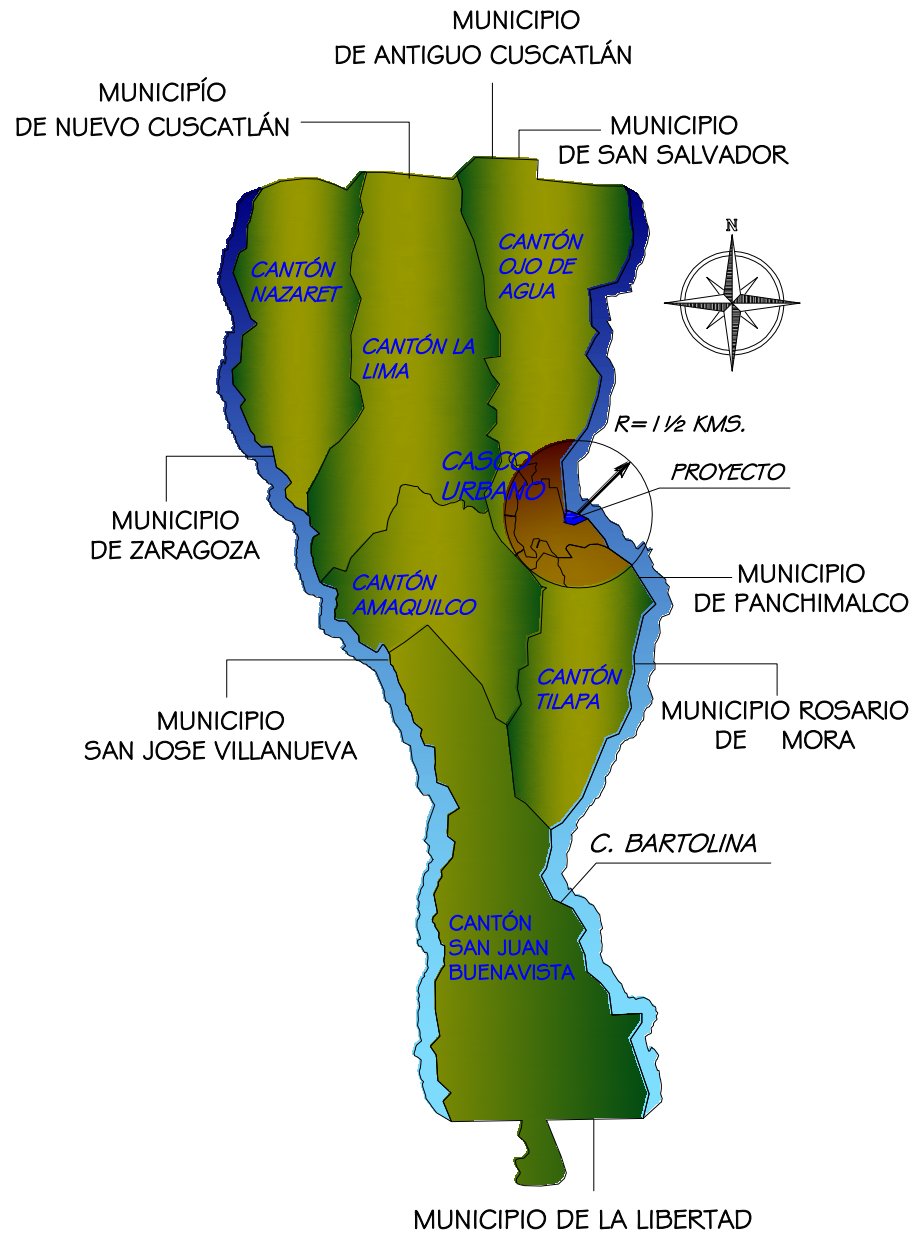 MUNICIPIO
DE ANTIGUO CUSCATLÁN
MUNICIPÍO
DE NUEVO CUSCATLÁN
MUNICIPIO
DE SAN SALVADOR
N
CANTÓN
NAZARET
CANTÓN
OJO DE
AGUA
CANTÓN LA
LIMA
R= 1 ½ KMS.
CASCO
URBANO
PROYECTO
MUNICIPIO
DE ZARAGOZA
CANTÓN
AMAQUILCO
MUNICIPIO
DE PANCHIMALCO
CANTÓN
TILAPA
MUNICIPIO
SAN JOSE VILLANUEVA
MUNICIPIO ROSARIO
DE MORA
C. BARTOLINA
CANTÓN
SAN JUAN
BUENAVISTA
MUNICIPIO DE LA LIBERTAD